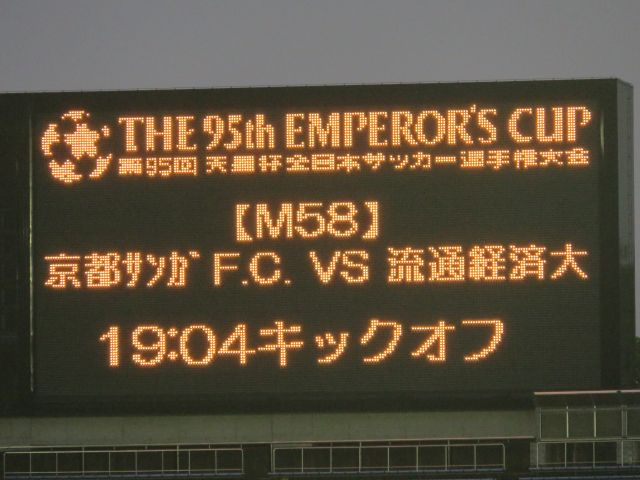 THE 95th EMPEROR'S CUP
第95回 天皇杯全日本サッカー選手権大会
【M58】
京都ｻﾝｶﾞF.C. VS 流通経済大
19:04キックオフ